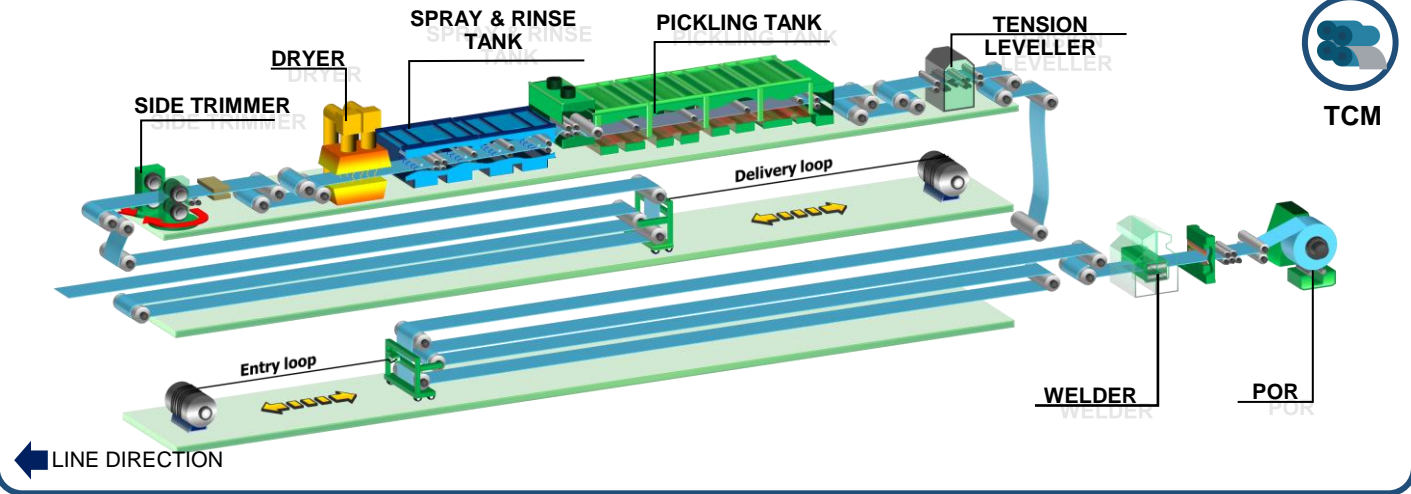 SPRAY & RINSE
TANK
PICKLING TANK
TENSION
LEVELLER
DRYER
SIDE TRIMMER
TCM
Delivery loop
Entry loop
WELDER
POR
LINE DIRECTION